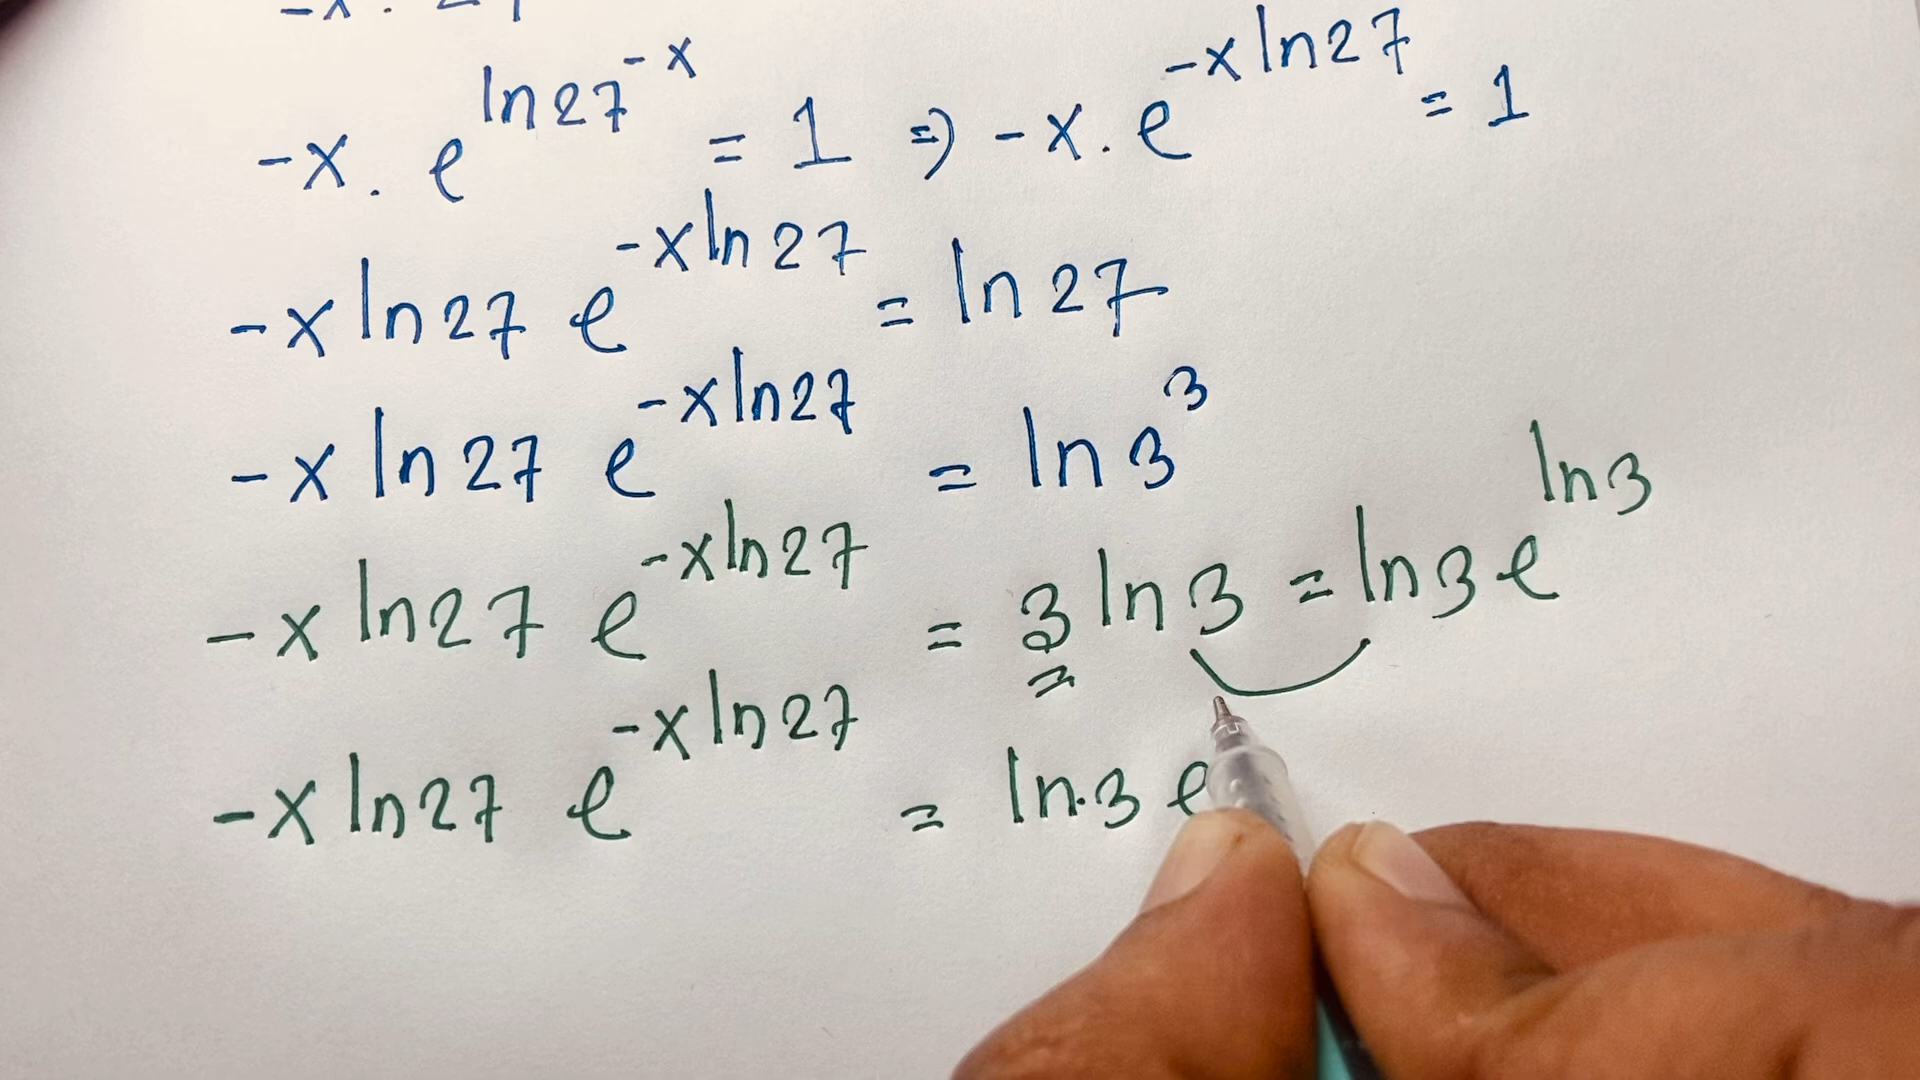 -x . e^{ln27^{-x}} = 1 ⇒ -x . e^{-x ln27} = 1
-x ln27 e^{-x ln27} = ln27
-x ln27 e^{-x ln27} = ln3^3
-x ln27 e^{-x ln27} = 3 ln3 = ln3 e^{ln3}
-x ln27 e^{-x ln27} = ln3 e